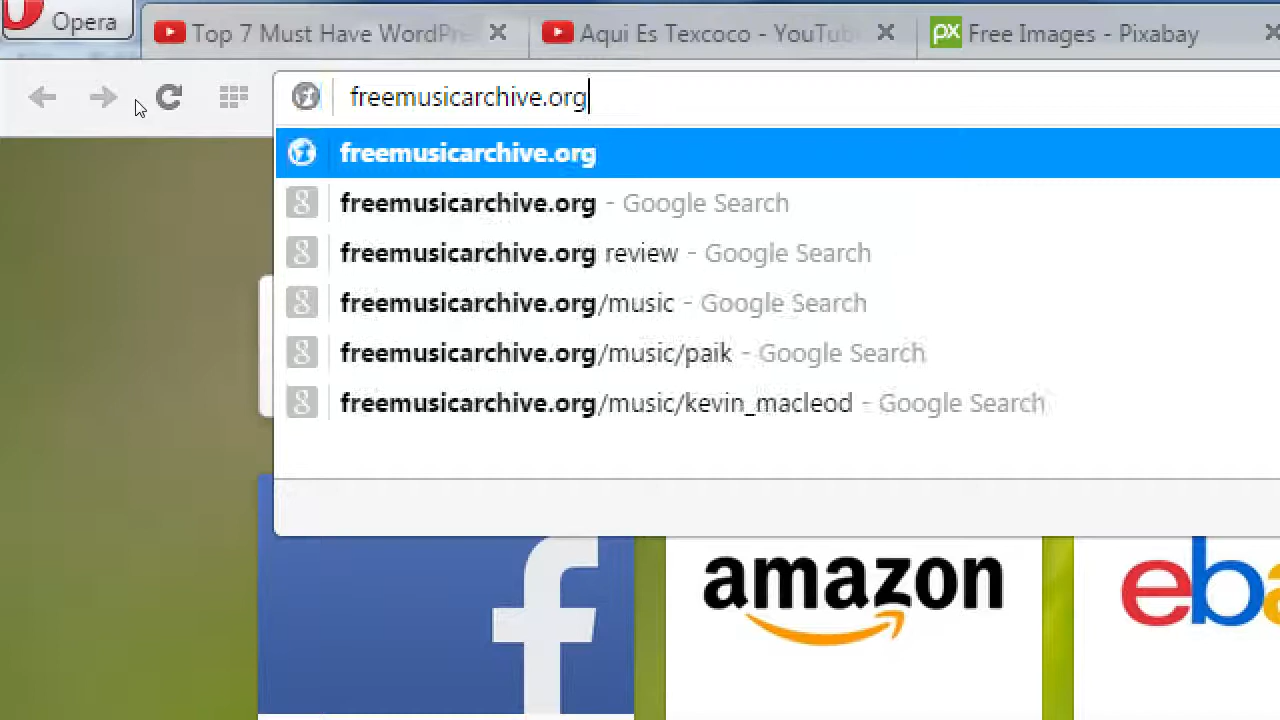 Opera
Top 7 Must Have WordPre
Aqui Es Texcoco - YouTub
px Free Images - Pixabay
freemusicarchive.org
freemusicarchive.org
freemusicarchive.org - Google Search
freemusicarchive.org review - Google Search
freemusicarchive.org/music - Google Search
freemusicarchive.org/music/paik - Google Search
freemusicarchive.org/music/kevin_macleod - Google Search
f
amazon
eba